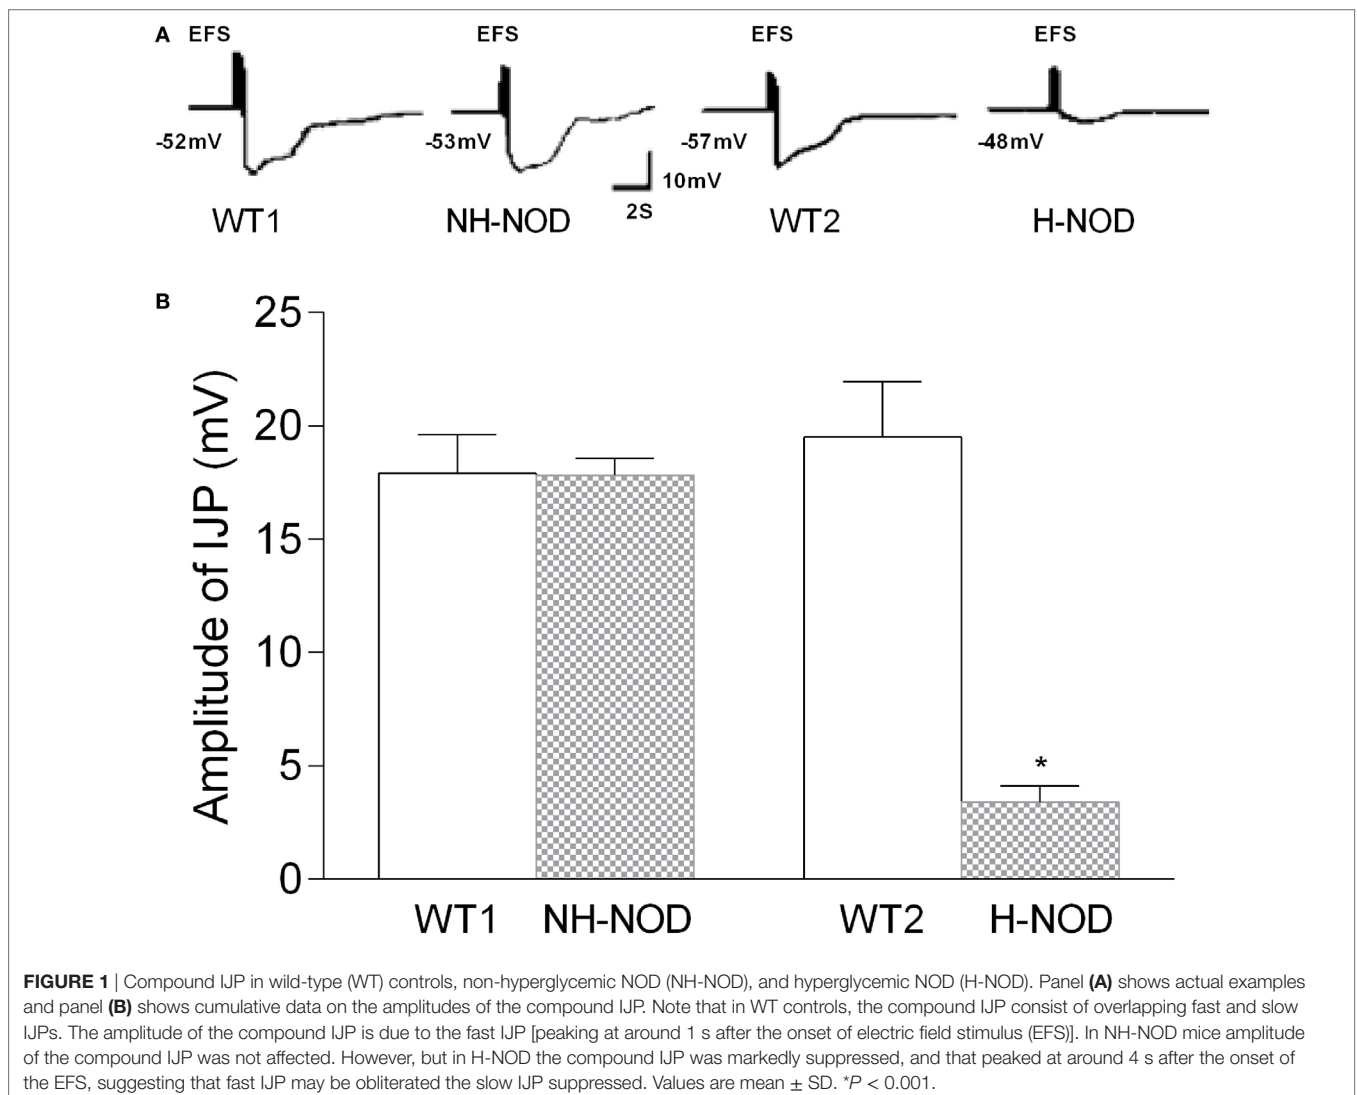 A EFS EFS EFS EFS
-52mV -53mV -57mV -48mV
10mV
2S
WT1 NH-NOD WT2 H-NOD
B
25
20
15
10
5
0
Amplitude of IJP (mV)
*
WT1 NH-NOD WT2 H-NOD
FIGURE 1 | Compound IJP in wild-type (WT) controls, non-hyperglycemic NOD (NH-NOD), and hyperglycemic NOD (H-NOD). Panel (A) shows actual examples
and panel (B) shows cumulative data on the amplitudes of the compound IJP. Note that in WT controls, the compound IJP consist of overlapping fast and slow
IJPs. The amplitude of the compound IJP is due to the fast IJP [peaking at around 1 s after the onset of electric field stimulus (EFS)]. In NH-NOD mice amplitude
of the compound IJP was not affected. However, but in H-NOD the compound IJP was markedly suppressed, and that peaked at around 4 s after the onset of
the EFS, suggesting that fast IJP may be obliterated the slow IJP suppressed. Values are mean ± SD. *P < 0.001.